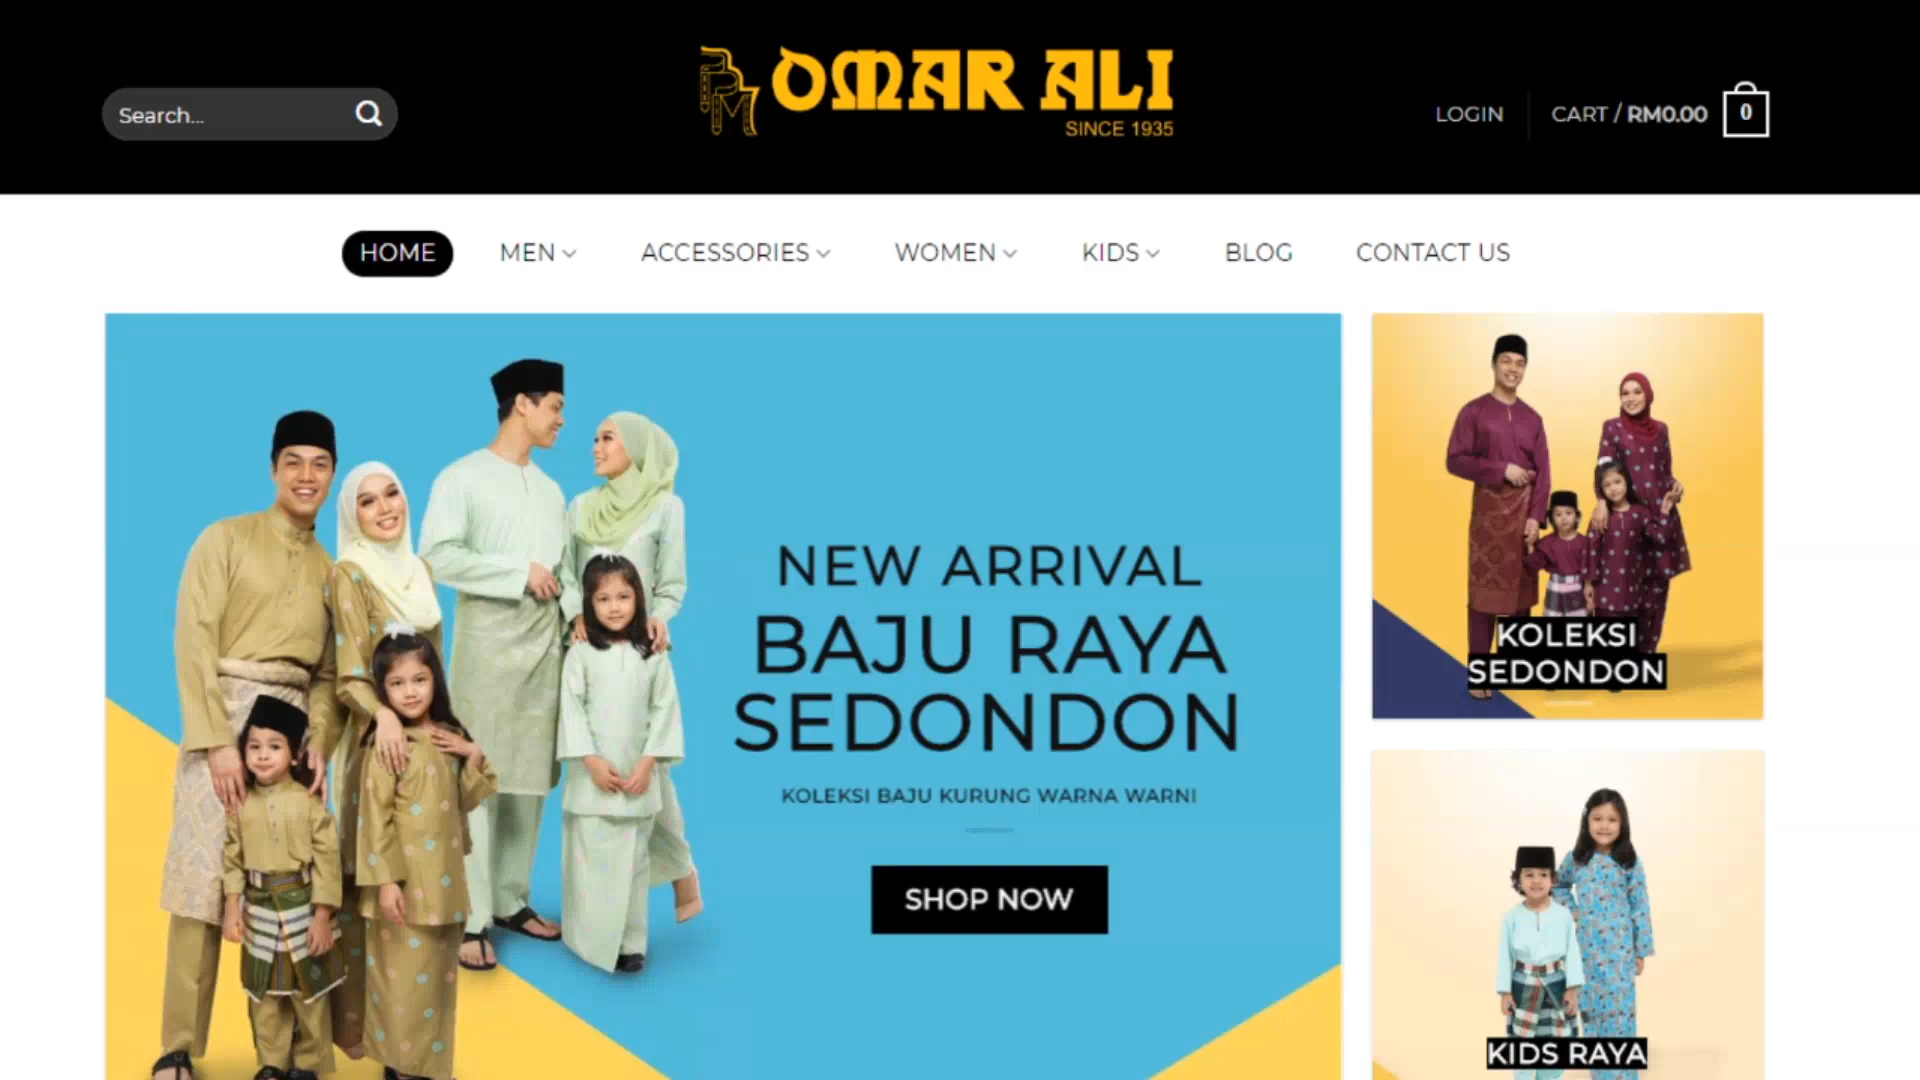 OMAR ALI
SINCE 1935
Search...
LOGIN
CART / RM0.00
0
HOME
MEN
ACCESSORIES
WOMEN
KIDS
BLOG
CONTACT US
NEW ARRIVAL
BAJU RAYA
SEDONDON
KOLEKSI BAJU KURUNG WARNA WARNI
SHOP NOW
KOLEKSI
SEDONDON
KIDS RAYA